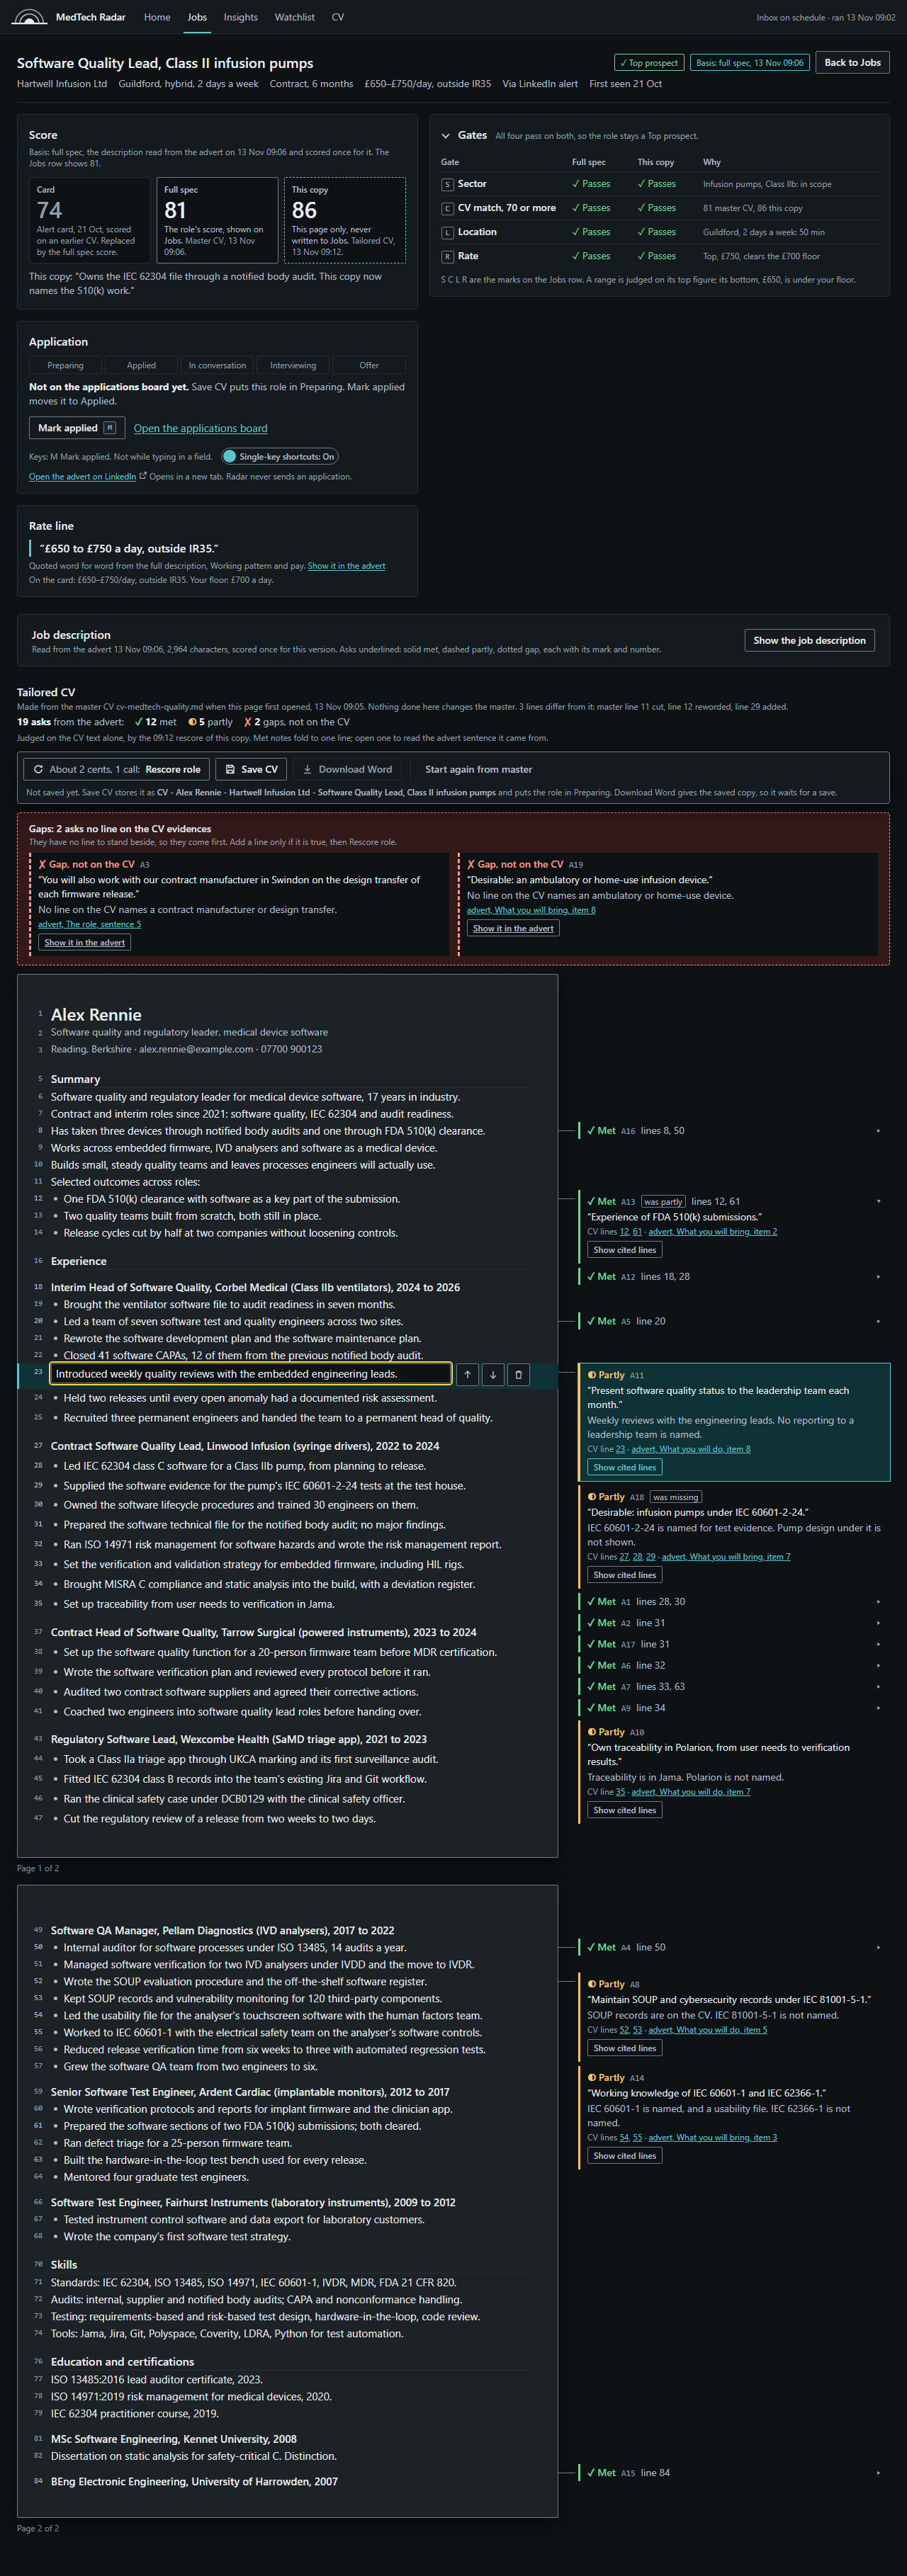 MedTech Radar Home Jobs Insights Watchlist CV
Inbox on schedule · ran 13 Nov 09:02
Software Quality Lead, Class II infusion pumps
✓ Top prospect
Basis: full spec, 13 Nov 09:06
Back to Jobs
Hartwell Infusion Ltd Guildford, hybrid, 2 days a week Contract, 6 months £650–£750/day, outside IR35 Via LinkedIn alert First seen 21 Oct
Score
Basis: full spec, the description read from the advert on 13 Nov 09:06 and scored once for it. The
Jobs row shows 81.
Card
74
Alert card, 21 Oct, scored
on an earlier CV. Replaced
by the full spec score.
Full spec
81
The role's score, shown on
Jobs. Master CV, 13 Nov
09:06.
This copy
86
This page only, never
written to Jobs. Tailored CV,
13 Nov 09:12.
This copy: "Owns the IEC 62304 file through a notified body audit. This copy now
names the 510(k) work."
Gates All four pass on both, so the role stays a Top prospect.
Gate Full spec This copy Why
S Sector ✓ Passes ✓ Passes Infusion pumps, Class IIb: in scope
C CV match, 70 or more ✓ Passes ✓ Passes 81 master CV, 86 this copy
L Location ✓ Passes ✓ Passes Guildford, 2 days a week: 50 min
R Rate ✓ Passes ✓ Passes Top, £750, clears the £700 floor
S C L R are the marks on the Jobs row. A range is judged on its top figure; its bottom, £650, is under your floor.
Application
Preparing Applied In conversation Interviewing Offer
Not on the applications board yet. Save CV puts this role in Preparing. Mark applied
moves it to Applied.
Mark applied M
Open the applications board
Keys: M Mark applied. Not while typing in a field. Single-key shortcuts: On
Open the advert on LinkedIn Opens in a new tab. Radar never sends an application.
Rate line
"£650 to £750 a day, outside IR35."
Quoted word for word from the full description, Working pattern and pay. Show it in the advert
On the card: £650–£750/day, outside IR35. Your floor: £700 a day.
Job description
Read from the advert 13 Nov 09:06, 2,964 characters, scored once for this version. Asks underlined: solid met, dashed partly, dotted gap, each with its mark and number.
Show the job description
Tailored CV
Made from the master CV cv-medtech-quality.md when this page first opened, 13 Nov 09:05. Nothing done here changes the master. 3 lines differ from it: master line 11 cut, line 12 reworded, line 29 added.
19 asks from the advert: ✓ 12 met 5 partly ✗ 2 gaps, not on the CV
Judged on the CV text alone, by the 09:12 rescore of this copy. Met notes fold to one line; open one to read the advert sentence it came from.
About 2 cents, 1 call: Rescore role
Save CV
Download Word
Start again from master
Not saved yet. Save CV stores it as CV - Alex Rennie - Hartwell Infusion Ltd - Software Quality Lead, Class II infusion pumps and puts the role in Preparing. Download Word gives the saved copy, so it waits for a save.
Gaps: 2 asks no line on the CV evidences
They have no line to stand beside, so they come first. Add a line only if it is true, then Rescore role.
✗ Gap, not on the CV A3
"You will also work with our contract manufacturer in Swindon on the design transfer of
each firmware release."
No line on the CV names a contract manufacturer or design transfer.
advert, The role, sentence 5
Show it in the advert
✗ Gap, not on the CV A19
"Desirable: an ambulatory or home-use infusion device."
No line on the CV names an ambulatory or home-use device.
advert, What you will bring, item 8
Show it in the advert
1 Alex Rennie
2 Software quality and regulatory leader, medical device software
3 Reading, Berkshire · alex.rennie@example.com · 07700 900123
5 Summary
6 Software quality and regulatory leader for medical device software, 17 years in industry.
7 Contract and interim roles since 2021: software quality, IEC 62304 and audit readiness.
8 Has taken three devices through notified body audits and one through FDA 510(k) clearance.
9 Works across embedded firmware, IVD analysers and software as a medical device.
10 Builds small, steady quality teams and leaves processes engineers will actually use.
11 Selected outcomes across roles:
12 • One FDA 510(k) clearance with software as a key part of the submission.
13 • Two quality teams built from scratch, both still in place.
14 • Release cycles cut by half at two companies without loosening controls.
16 Experience
18 Interim Head of Software Quality, Corbel Medical (Class IIb ventilators), 2024 to 2026
19 • Brought the ventilator software file to audit readiness in seven months.
20 • Led a team of seven software test and quality engineers across two sites.
21 • Rewrote the software development plan and the software maintenance plan.
22 • Closed 41 software CAPAs, 12 of them from the previous notified body audit.
23 Introduced weekly quality reviews with the embedded engineering leads.
24 • Held two releases until every open anomaly had a documented risk assessment.
25 • Recruited three permanent engineers and handed the team to a permanent head of quality.
27 Contract Software Quality Lead, Linwood Infusion (syringe drivers), 2022 to 2024
28 • Led IEC 62304 class C software for a Class IIb pump, from planning to release.
29 • Supplied the software evidence for the pump's IEC 60601-2-24 tests at the test house.
30 • Owned the software lifecycle procedures and trained 30 engineers on them.
31 • Prepared the software technical file for the notified body audit; no major findings.
32 • Ran ISO 14971 risk management for software hazards and wrote the risk management report.
33 • Set the verification and validation strategy for embedded firmware, including HIL rigs.
34 • Brought MISRA C compliance and static analysis into the build, with a deviation register.
35 • Set up traceability from user needs to verification in Jama.
37 Contract Head of Software Quality, Tarrow Surgical (powered instruments), 2023 to 2024
38 • Set up the software quality function for a 20-person firmware team before MDR certification.
39 • Wrote the software verification plan and reviewed every protocol before it ran.
40 • Audited two contract software suppliers and agreed their corrective actions.
41 • Coached two engineers into software quality lead roles before handing over.
43 Regulatory Software Lead, Wexcombe Health (SaMD triage app), 2021 to 2023
44 • Took a Class IIa triage app through UKCA marking and its first surveillance audit.
45 • Fitted IEC 62304 class B records into the team's existing Jira and Git workflow.
46 • Ran the clinical safety case under DCB0129 with the clinical safety officer.
47 • Cut the regulatory review of a release from two weeks to two days.
✓ Met A16 lines 8, 50
✓ Met A13 was partly lines 12, 61
"Experience of FDA 510(k) submissions."
CV lines 12, 61 · advert, What you will bring, item 2
Show cited lines
✓ Met A12 lines 18, 28
✓ Met A5 line 20
Partly A11
"Present software quality status to the leadership team each
month."
Weekly reviews with the engineering leads. No reporting to a
leadership team is named.
CV line 23 · advert, What you will do, item 8
Show cited lines
Partly A18 was missing
"Desirable: infusion pumps under IEC 60601-2-24."
IEC 60601-2-24 is named for test evidence. Pump design under it is
not shown.
CV lines 27, 28, 29 · advert, What you will bring, item 7
Show cited lines
✓ Met A1 lines 28, 30
✓ Met A2 line 31
✓ Met A17 line 31
✓ Met A6 line 32
✓ Met A7 lines 33, 63
✓ Met A9 line 34
Partly A10
"Own traceability in Polarion, from user needs to verification
results."
Traceability is in Jama. Polarion is not named.
CV line 35 · advert, What you will do, item 7
Show cited lines
Page 1 of 2
49 Software QA Manager, Pellam Diagnostics (IVD analysers), 2017 to 2022
50 • Internal auditor for software processes under ISO 13485, 14 audits a year.
51 • Managed software verification for two IVD analysers under IVDD and the move to IVDR.
52 • Wrote the SOUP evaluation procedure and the off-the-shelf software register.
53 • Kept SOUP records and vulnerability monitoring for 120 third-party components.
54 • Led the usability file for the analyser's touchscreen software with the human factors team.
55 • Worked to IEC 60601-1 with the electrical safety team on the analyser's software controls.
56 • Reduced release verification time from six weeks to three with automated regression tests.
57 • Grew the software QA team from two engineers to six.
59 Senior Software Test Engineer, Ardent Cardiac (implantable monitors), 2012 to 2017
60 • Wrote verification protocols and reports for implant firmware and the clinician app.
61 • Prepared the software sections of two FDA 510(k) submissions; both cleared.
62 • Ran defect triage for a 25-person firmware team.
63 • Built the hardware-in-the-loop test bench used for every release.
64 • Mentored four graduate test engineers.
66 Software Test Engineer, Fairhurst Instruments (laboratory instruments), 2009 to 2012
67 • Tested instrument control software and data export for laboratory customers.
68 • Wrote the company's first software test strategy.
70 Skills
71 Standards: IEC 62304, ISO 13485, ISO 14971, IEC 60601-1, IVDR, MDR, FDA 21 CFR 820.
72 Audits: internal, supplier and notified body audits; CAPA and nonconformance handling.
73 Testing: requirements-based and risk-based test design, hardware-in-the-loop, code review.
74 Tools: Jama, Jira, Git, Polyspace, Coverity, LDRA, Python for test automation.
76 Education and certifications
77 ISO 13485:2016 lead auditor certificate, 2023.
78 ISO 14971:2019 risk management for medical devices, 2020.
79 IEC 62304 practitioner course, 2019.
81 MSc Software Engineering, Kennet University, 2008
82 Dissertation on static analysis for safety-critical C. Distinction.
84 BEng Electronic Engineering, University of Harrowden, 2007
✓ Met A4 line 50
Partly A8
"Maintain SOUP and cybersecurity records under IEC 81001-5-1."
SOUP records are on the CV. IEC 81001-5-1 is not named.
CV lines 52, 53 · advert, What you will do, item 5
Show cited lines
Partly A14
"Working knowledge of IEC 60601-1 and IEC 62366-1."
IEC 60601-1 is named, and a usability file. IEC 62366-1 is not
named.
CV lines 54, 55 · advert, What you will bring, item 3
Show cited lines
✓ Met A15 line 84
Page 2 of 2